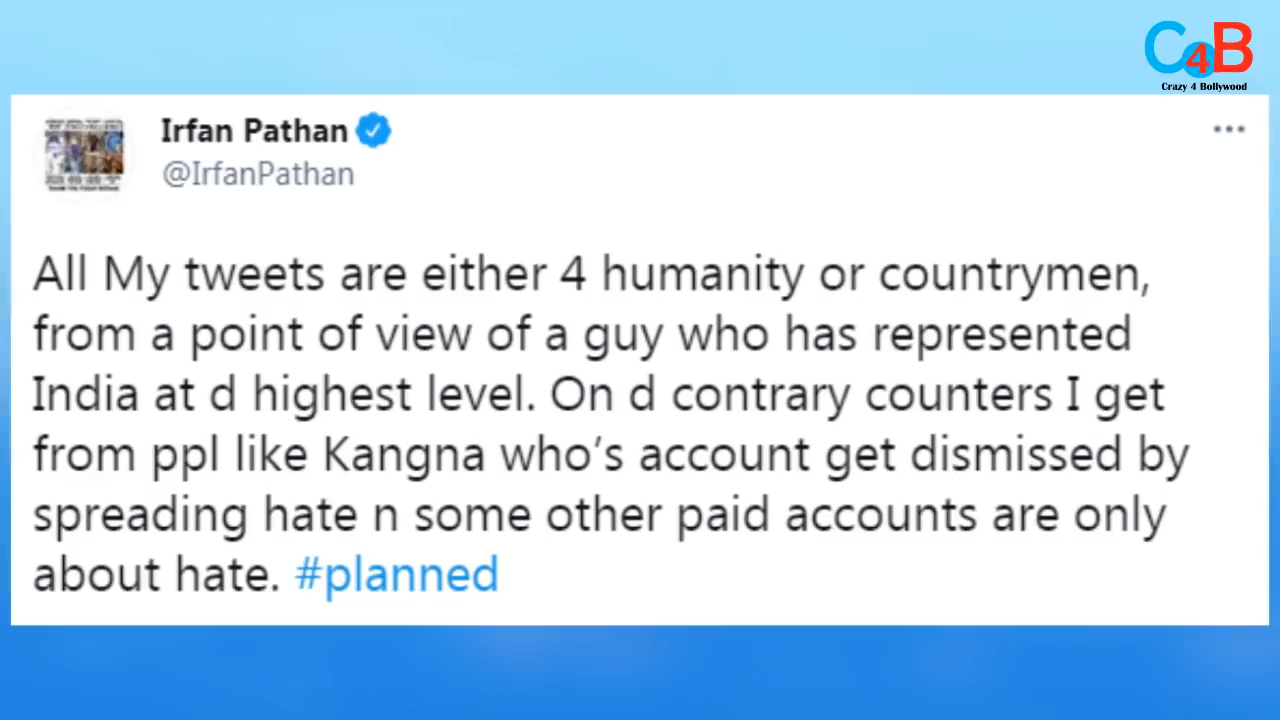 C4B
Crazy 4 Bollywood
Irfan Pathan
@IrfanPathan
All My tweets are either 4 humanity or countrymen,
from a point of view of a guy who has represented
India at d highest level. On d contrary counters I get
from ppl like Kangna who's account get dismissed by
spreading hate n some other paid accounts are only
about hate. #planned